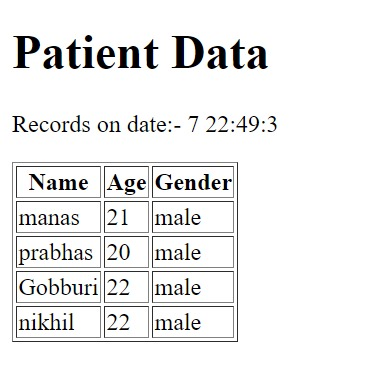 Patient Data
Records on date:- 7 22:49:3
Name Age Gender
manas 21 male
prabhas 20 male
Gobburi 22 male
nikhil 22 male